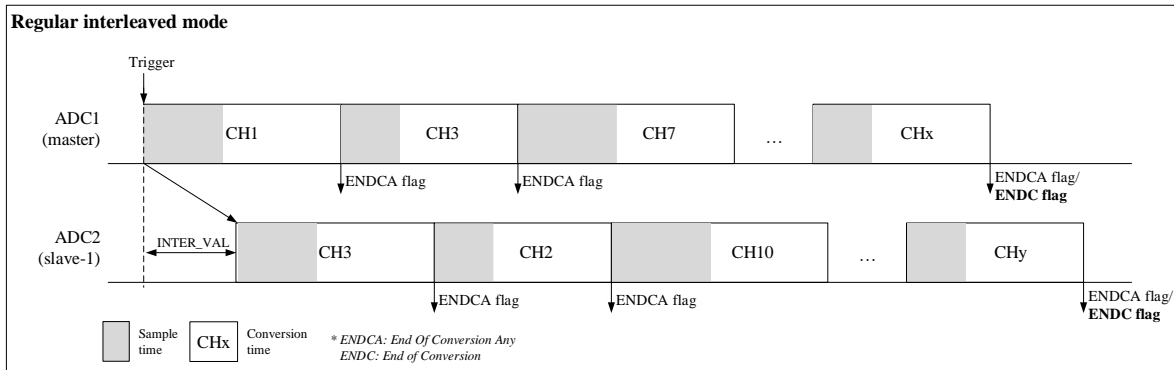 Regular interleaved mode
Trigger
ADC1
(master)
CH1
CH3
CH7
...
CHx
ENDCA flag
ENDCA flag
ENDCA flag/
ENDC flag
ADC2
(slave-1)
INTER_VAL
CH3
CH2
CH10
...
CHy
ENDCA flag
ENDCA flag
ENDCA flag/
ENDC flag
Sample
time
CHx
Conversion
time
* ENDCA: End Of Conversion Any
ENDC: End of Conversion